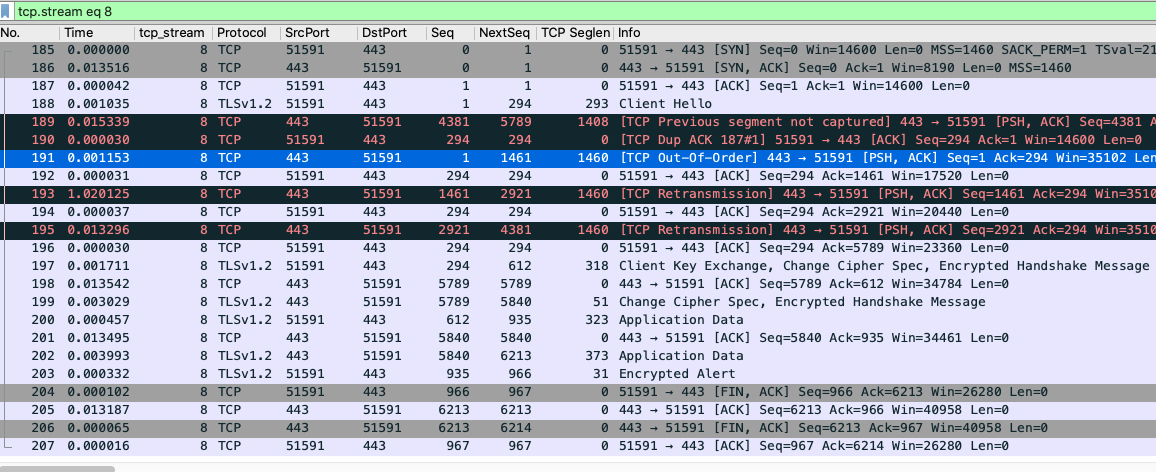 tcp.stream eq 8
No. Time tcp_stream Protocol SrcPort DstPort Seq NextSeq TCP Seglen Info
185 0.000000 8 TCP 51591 443 0 1 0 51591 → 443 [SYN] Seq=0 Win=14600 Len=0 MSS=1460 SACK_PERM=1 TSval=21
186 0.013516 8 TCP 443 51591 0 1 0 443 → 51591 [SYN, ACK] Seq=0 Ack=1 Win=8190 Len=0 MSS=1460
187 0.000042 8 TCP 51591 443 1 1 0 51591 → 443 [ACK] Seq=1 Ack=1 Win=14600 Len=0
188 0.001035 8 TLSv1.2 51591 443 1 294 293 Client Hello
189 0.015339 8 TCP 443 51591 4381 5789 1408 [TCP Previous segment not captured] 443 → 51591 [PSH, ACK] Seq=4381 A
190 0.000030 8 TCP 51591 443 294 294 0 [TCP Dup ACK 187#1] 51591 → 443 [ACK] Seq=294 Ack=1 Win=14600 Len=0
191 0.001153 8 TCP 443 51591 1 1461 1460 [TCP Out-Of-Order] 443 → 51591 [PSH, ACK] Seq=1 Ack=294 Win=35102 Len
192 0.000031 8 TCP 51591 443 294 294 0 51591 → 443 [ACK] Seq=294 Ack=1461 Win=17520 Len=0
193 1.020125 8 TCP 443 51591 1461 2921 1460 [TCP Retransmission] 443 → 51591 [PSH, ACK] Seq=1461 Ack=294 Win=3510
194 0.000037 8 TCP 51591 443 294 294 0 51591 → 443 [ACK] Seq=294 Ack=2921 Win=20440 Len=0
195 0.013296 8 TCP 443 51591 2921 4381 1460 [TCP Retransmission] 443 → 51591 [PSH, ACK] Seq=2921 Ack=294 Win=3510
196 0.000030 8 TCP 51591 443 294 294 0 51591 → 443 [ACK] Seq=294 Ack=5789 Win=23360 Len=0
197 0.001711 8 TLSv1.2 51591 443 294 612 318 Client Key Exchange, Change Cipher Spec, Encrypted Handshake Message
198 0.013542 8 TCP 443 51591 5789 5789 0 443 → 51591 [ACK] Seq=5789 Ack=612 Win=34784 Len=0
199 0.003029 8 TLSv1.2 443 51591 5789 5840 51 Change Cipher Spec, Encrypted Handshake Message
200 0.000457 8 TLSv1.2 51591 443 612 935 323 Application Data
201 0.013495 8 TCP 443 51591 5840 5840 0 443 → 51591 [ACK] Seq=5840 Ack=935 Win=34461 Len=0
202 0.003993 8 TLSv1.2 443 51591 5840 6213 373 Application Data
203 0.000332 8 TLSv1.2 51591 443 935 966 31 Encrypted Alert
204 0.000102 8 TCP 51591 443 966 967 0 51591 → 443 [FIN, ACK] Seq=966 Ack=6213 Win=26280 Len=0
205 0.013187 8 TCP 443 51591 6213 6213 0 443 → 51591 [ACK] Seq=6213 Ack=966 Win=40958 Len=0
206 0.000065 8 TCP 443 51591 6213 6214 0 443 → 51591 [FIN, ACK] Seq=6213 Ack=967 Win=40958 Len=0
207 0.000016 8 TCP 51591 443 967 967 0 51591 → 443 [ACK] Seq=967 Ack=6214 Win=26280 Len=0